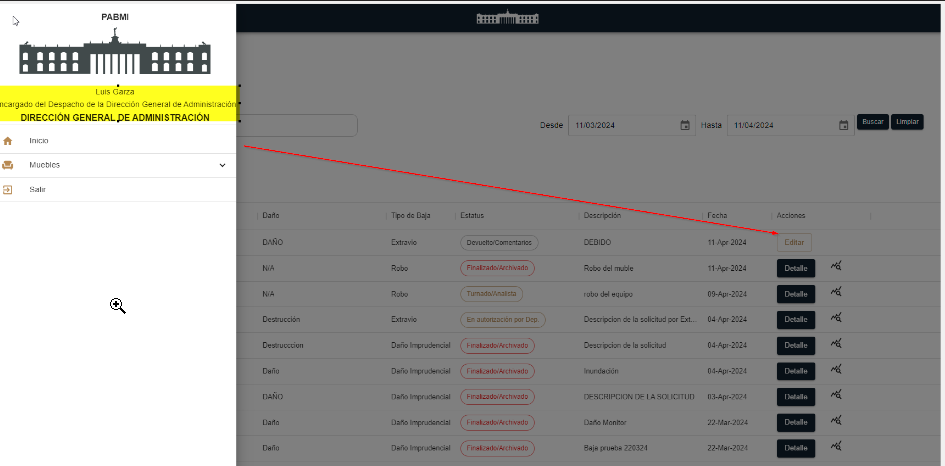 PABMI
Luis Garza
ncargado del Despacho de la Dirección General de Administración
DIRECCIÓN GENERAL DE ADMINISTRACIÓN
Inicio
Muebles
Salir
Desde 11/03/2024 Hasta 11/04/2024 Buscar Limpiar
Daño Tipo de Baja Estatus Descripción Fecha Acciones
DAÑO Extravio Devuelto/Comentarios DEBIDO 11-Apr-2024 Editar
N/A Robo Finalizado/Archivado Robo del muble 11-Apr-2024 Detalle
N/A Robo Turnado/Analista robo del equipo 09-Apr-2024 Detalle
Destrucción Extravio En autorización por Dep. Descripcion de la solicitud por Ext... 04-Apr-2024 Detalle
Destrucccion Daño Imprudencial Finalizado/Archivado Descripcion de la solicitud 04-Apr-2024 Detalle
Daño Daño Imprudencial Finalizado/Archivado Inundación 04-Apr-2024 Detalle
DAÑO Daño Imprudencial Finalizado/Archivado DESCRIPCION DE LA SOLICITUD 03-Apr-2024 Detalle
Daño Daño Imprudencial Finalizado/Archivado Daño Monitor 22-Mar-2024 Detalle
Daño Daño Imprudencial Finalizado/Archivado Baja pruebe 220324 22-Mar-2024 Detalle